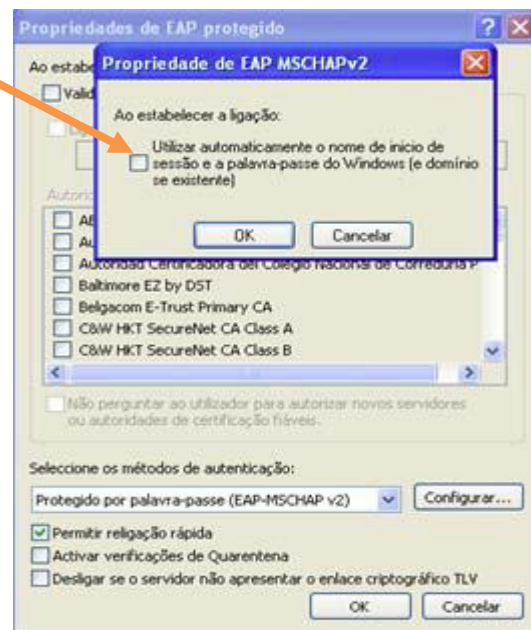 Propriedades de EAP protegido
Ao estabe
Propriedade de EAP MSCHAPv2
Valid
Ao estabelecer a ligação:
Utilizar automaticamente o nome de inicio de
sessão e a palavra-passe do Windows (e domínio
se existente)
OK Cancelar
Autoridad Certificadora del Colegio Nacional de Correduria P
Baltimore EZ by DST
Belgacom E-Trust Primary CA
C&W HKT SecureNet CA Class A
C&W HKT SecureNet CA Class B
Não perguntar ao utilizador para autorizar novos servidores
ou autoridades de certificação fiáveis.
Seleccione os métodos de autenticação:
Protegido por palavra-passe (EAP-MSCHAP v2) Configurar...
Permitir religação rápida
Activar verificações de Quarentena
Desligar se o servidor não apresentar o enlace criptográfico TLV
OK Cancelar